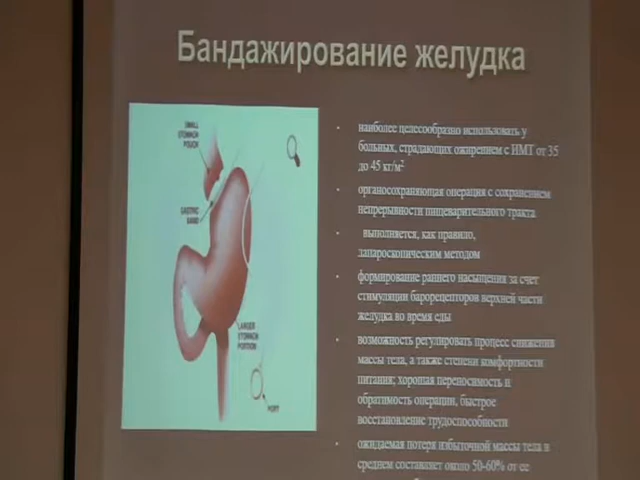 Бандажирование желудка
SMALL
STOMACH
POUCH
GASTRIC
BAND
LARGER
STOMACH
PORTION
PORT
• наиболее целесообразно использовать у
больных, страдающих ожирением с ИМТ от 35
до 45 кг/м²
• органосохраняющая операция с сохранением
непрерывности пищеварительного тракта
• выполняется, как правило,
лапароскопическим методом
• формирование раннего насыщения за счет
стимуляции барорецепторов верхней части
желудка во время еды
• возможность регулировать процесс снижения
массы тела, а также степени комфортности
питания; хорошая переносимость и
обратимость операции, быстрое
восстановление трудоспособности
• ожидаемая потеря избыточной массы тела в
среднем составляет около 50-60% от ее